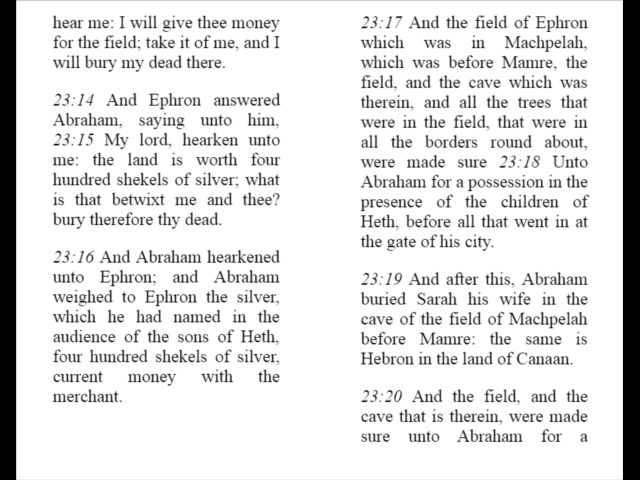 hear me: I will give thee money
for the field; take it of me, and I
will bury my dead there.
23:14 And Ephron answered
Abraham, saying unto him,
23:15 My lord, hearken unto
me: the land is worth four
hundred shekels of silver; what
is that betwixt me and thee?
bury therefore thy dead.
23:16 And Abraham hearkened
unto Ephron; and Abraham
weighed to Ephron the silver,
which he had named in the
audience of the sons of Heth,
four hundred shekels of silver,
current money with the
merchant.
23:17 And the field of Ephron
which was in Machpelah,
which was before Mamre, the
field, and the cave which was
therein, and all the trees that
were in the field, that were in
all the borders round about,
were made sure 23:18 Unto
Abraham for a possession in the
presence of the children of
Heth, before all that went in at
the gate of his city.
23:19 And after this, Abraham
buried Sarah his wife in the
cave of the field of Machpelah
before Mamre: the same is
Hebron in the land of Canaan.
23:20 And the field, and the
cave that is therein, were made
sure unto Abraham for a